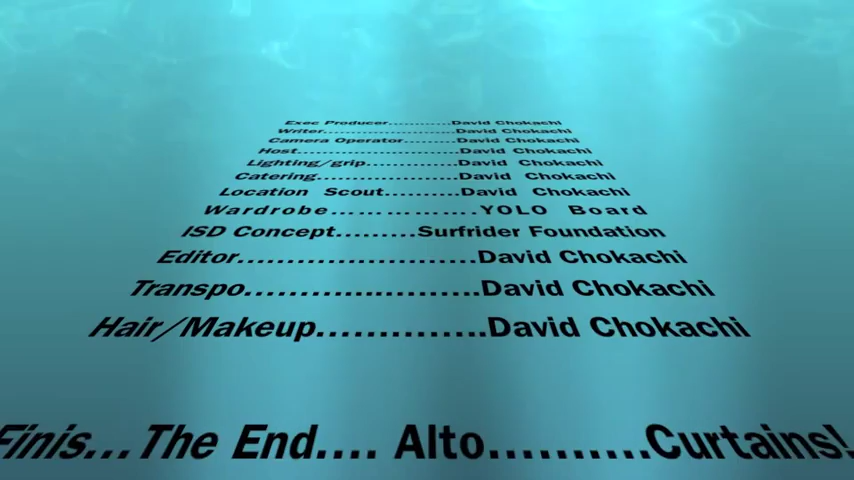 Exec Producer............David Chokachi
Writer.........................David Chokachi
Camera Operator..........David Chokachi
Host..............................David Chokachi
Lighting/grip.................David Chokachi
Catering.........................David Chokachi
Location Scout..........David Chokachi
Wardrobe................YOLO Board
ISD Concept.........Surfrider Foundation
Editor.........................David Chokachi
Transpo........................David Chokachi
Hair/Makeup..............David Chokachi
Finis...The End.... Alto..........Curtains!